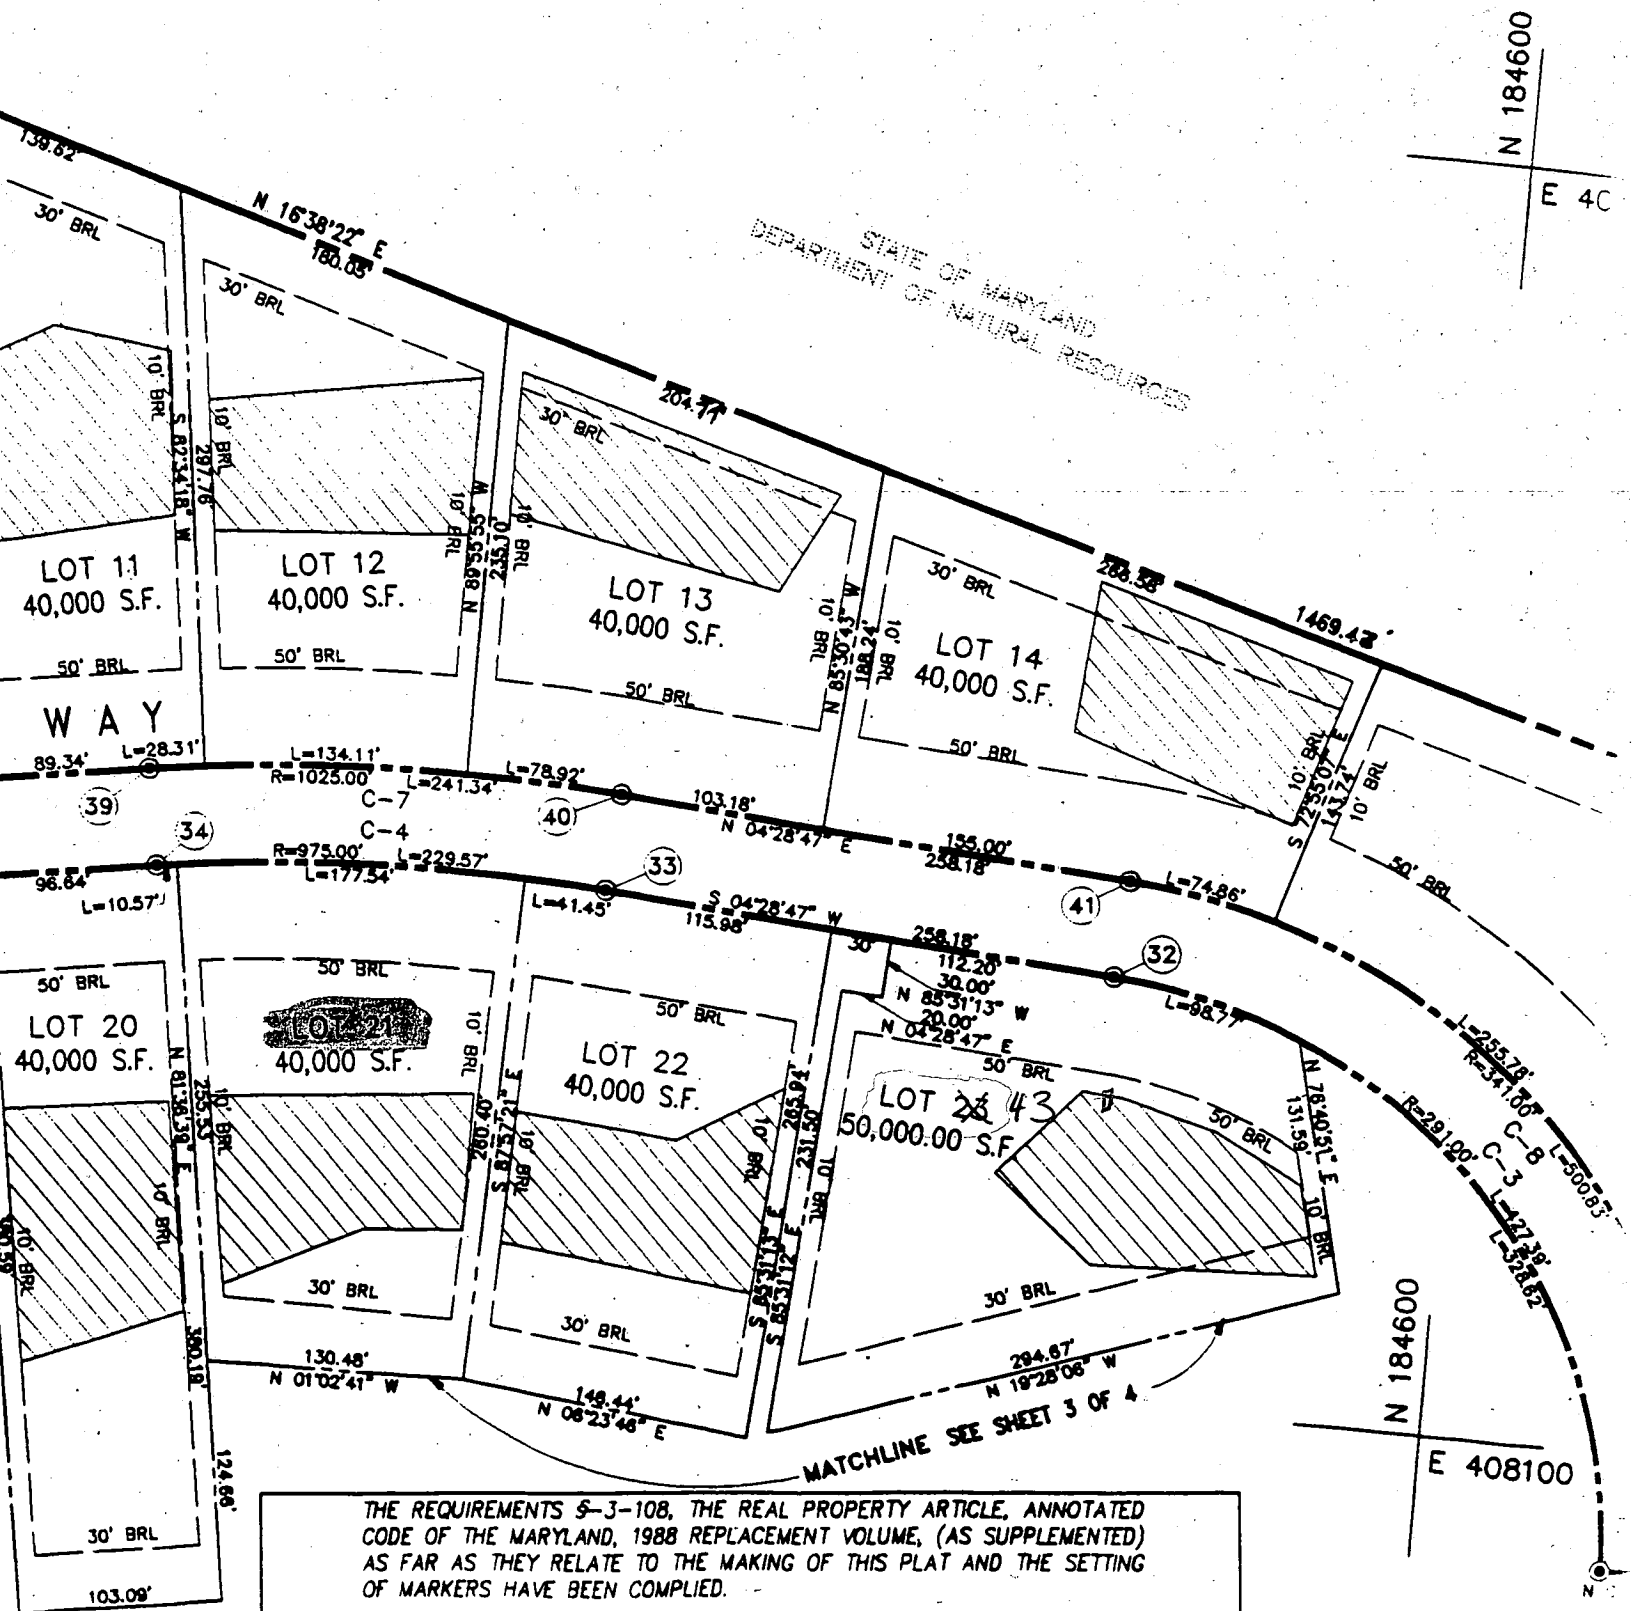 N 184600
E 4
139.62'
30' BRL
N 16°38'22" E
180.05'
30' BRL
STATE OF MARYLAND
DEPARTMENT OF NATURAL RESOURCES
204.77'
30' BRL
10' BRL
S 82°34'18" W
297.76'
10' BRL
10' BRL
N 89°55'55" W
235.10'
10' BRL
LOT 11
40,000 S.F.
LOT 12
40,000 S.F.
LOT 13
40,000 S.F.
LOT 14
40,000 S.F.
30' BRL
1469.4
10' BRL
N 85°30'43" W
188.24'
10' BRL
50' BRL
50' BRL
50' BRL
50' BRL
10' BRL
S 72°55'07" E
143.74'
10' BRL
50' BRL
WAY
89.34'
L=28.31'
L=134.11'
R=1025.00'
L=241.34'
L=78.92'
C-7
39
40
103.18'
N 04°28'47" E
155.00'
258.18'
41
L=74.86'
C-4
34
96.64'
L=10.57'
R=975.00'
L=177.54'
L=229.57'
33
L=41.45'
S 04°28'47" W
115.98'
258.18'
30'
112.20'
32
L=98.77'
30.00'
N 85°31'13" W
20.00'
N 04°28'47" E
L=255.78'
R=341.00'
C-8
L=500.83'
R=291.00'
C-3
L=427.39'
L=328.62'
50' BRL
50' BRL
50' BRL
50' BRL
50' BRL
LOT 20
40,000 S.F.
LOT 21
40,000 S.F.
LOT 22
40,000 S.F.
LOT 23 43
50,000.00 S.F.
N 81°36'39" E
255.53'
10' BRL
10' BRL
10' BRL
260.40'
S 87°57'21" E
10' BRL
265.94'
231.50'
10' BRL
10' BRL
S 85°31'13" E
S 85°31'12" E
N 76°40'51" E
131.59'
10' BRL
10' BRL
380.19'
30' BRL
30' BRL
30' BRL
130.48'
N 01°02'41" W
148.44'
N 06°23'46" E
294.67'
N 19°28'06" W
MATCHLINE SEE SHEET 3 OF 4
N 184600
E 408100
124.66'
30' BRL
103.09'
THE REQUIREMENTS §-3-108, THE REAL PROPERTY ARTICLE, ANNOTATED
CODE OF THE MARYLAND, 1988 REPLACEMENT VOLUME, (AS SUPPLEMENTED)
AS FAR AS THEY RELATE TO THE MAKING OF THIS PLAT AND THE SETTING
OF MARKERS HAVE BEEN COMPLIED.
N